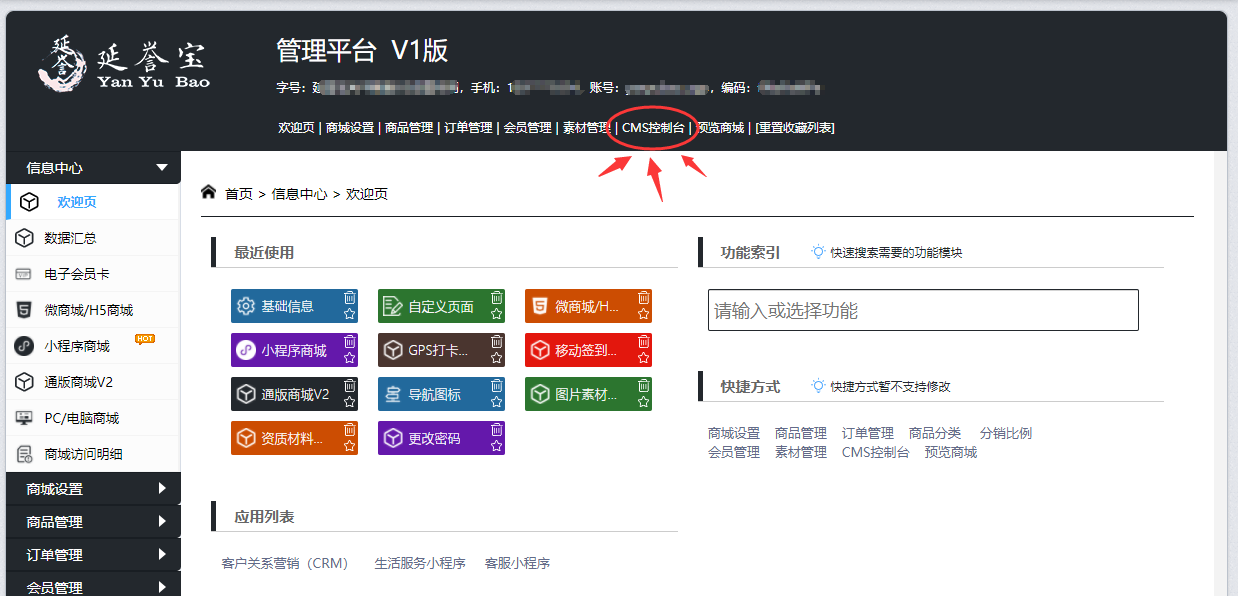 延誉
延誉宝
Yan Yu Bao
管理平台 V1版
字号：延 ，手机：1 ，账号： ，编码：
欢迎页 | 商城设置 | 商品管理 | 订单管理 | 会员管理 | 素材管理 | CMS控制台 | 预览商城 | [重置收藏列表]
信息中心
欢迎页
数据汇总
电子会员卡
微商城/H5商城
小程序商城 HOT
通版商城V2
PC/电脑商城
商城访问明细
商城设置
商品管理
订单管理
会员管理
首页 > 信息中心 > 欢迎页
最近使用
基础信息 自定义页面 微商城/H...
小程序商城 GPS打卡... 移动签到...
通版商城V2 导航图标 图片素材...
资质材料... 更改密码
应用列表
客户关系营销（CRM） 生活服务小程序 客服小程序
功能索引 快速搜索需要的功能模块
请输入或选择功能
快捷方式 快捷方式暂不支持修改
商城设置 商品管理 订单管理 商品分类 分销比例
会员管理 素材管理 CMS控制台 预览商城